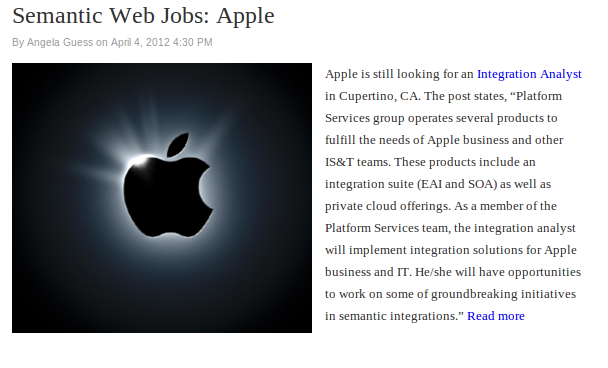 Semantic Web Jobs: Apple
By Angela Guess on April 4, 2012 4:30 PM
Apple is still looking for an Integration Analyst
in Cupertino, CA. The post states, “Platform
Services group operates several products to
fulfill the needs of Apple business and other
IS&T teams. These products include an
integration suite (EAI and SOA) as well as
private cloud offerings. As a member of the
Platform Services team, the integration analyst
will implement integration solutions for Apple
business and IT. He/she will have opportunities
to work on some of groundbreaking initiatives
in semantic integrations.” Read more